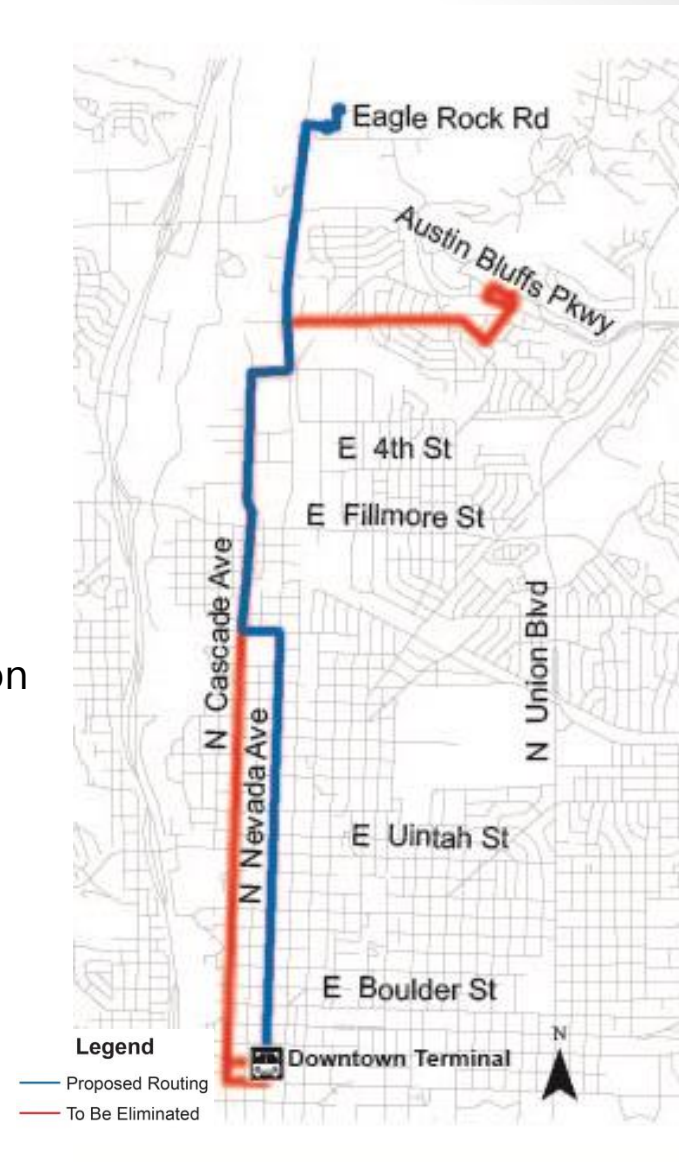 Eagle Rock Rd
Austin Bluffs Pkwy
E 4th St
E Fillmore St
N Cascade Ave
on
N Union Blvd
N Nevada Ave
E Uintah St
E Boulder St
N
Legend
Downtown Terminal
Proposed Routing
To Be Eliminated